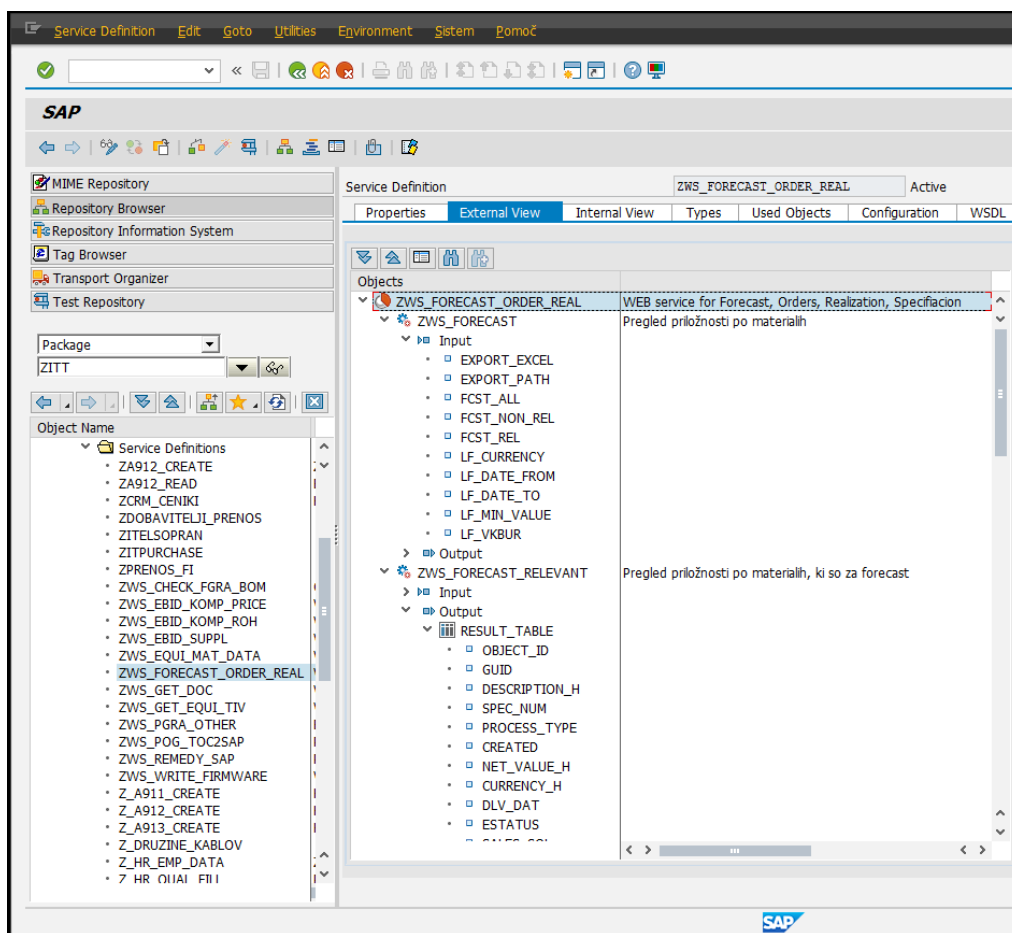 Service Definition Edit Goto Utilities Environment Sistem Pomoč
SAP
MIME Repository
Repository Browser
Repository Information System
Tag Browser
Transport Organizer
Test Repository
Package
ZITT
Object Name
Service Definitions
ZA912_CREATE
ZA912_READ
ZCRM_CENIKI
ZDOBAVITELJI_PRENOS
ZITELSOPRAN
ZITPURCHASE
ZPRENOS_FI
ZWS_CHECK_FGRA_BOM
ZWS_EBID_KOMP_PRICE
ZWS_EBID_KOMP_ROH
ZWS_EBID_SUPPL
ZWS_EQUI_MAT_DATA
ZWS_FORECAST_ORDER_REAL
ZWS_GET_DOC
ZWS_GET_EQUI_TIV
ZWS_PGRA_OTHER
ZWS_POG_TOC2SAP
ZWS_REMEDY_SAP
ZWS_WRITE_FIRMWARE
Z_A911_CREATE
Z_A912_CREATE
Z_A913_CREATE
Z_DRUZINE_KABLOV
Z_HR_EMP_DATA
Z_HR_QUAL_FILL
Service Definition ZWS_FORECAST_ORDER_REAL Active
Properties External View Internal View Types Used Objects Configuration WSDL
Objects
ZWS_FORECAST_ORDER_REAL WEB service for Forecast, Orders, Realization, Specifiacion
ZWS_FORECAST Pregled priložnosti po materialih
Input
EXPORT_EXCEL
EXPORT_PATH
FCST_ALL
FCST_NON_REL
FCST_REL
LF_CURRENCY
LF_DATE_FROM
LF_DATE_TO
LF_MIN_VALUE
LF_VKBUR
Output
ZWS_FORECAST_RELEVANT Pregled priložnosti po materialih, ki so za forecast
Input
Output
RESULT_TABLE
OBJECT_ID
GUID
DESCRIPTION_H
SPEC_NUM
PROCESS_TYPE
CREATED
NET_VALUE_H
CURRENCY_H
DLV_DAT
ESTATUS
SAP